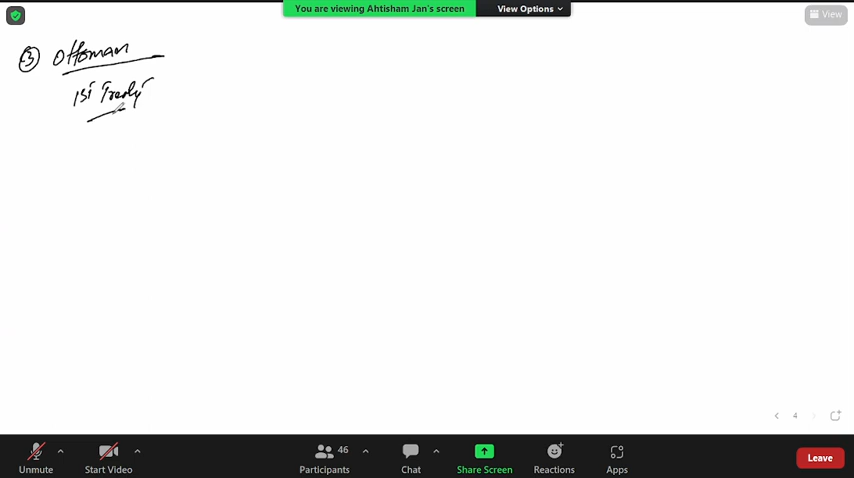 You are viewing Ahtisham Jan's screen View Options
View
③ Ottoman
1st Treaty
4
Unmute Start Video 46 Participants Chat Share Screen Reactions Apps Leave